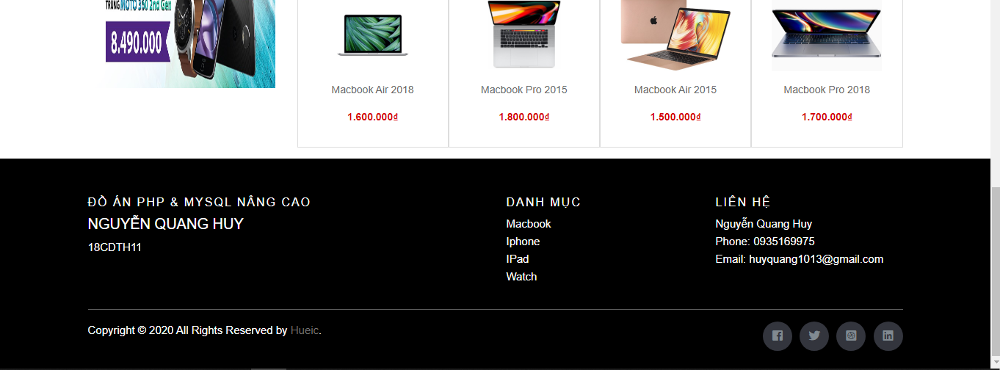 TRUNG MOTO 360 2nd Gen
8.490.000
Macbook Air 2018
1.600.000₫
Macbook Pro 2015
1.800.000₫
Macbook Air 2015
1.500.000₫
Macbook Pro 2018
1.700.000₫
ĐỒ ÁN PHP & MYSQL NÂNG CAO
NGUYỄN QUANG HUY
18CDTH11
DANH MỤC
Macbook
Iphone
IPad
Watch
LIÊN HỆ
Nguyễn Quang Huy
Phone: 0935169975
Email: huyquang1013@gmail.com
Copyright © 2020 All Rights Reserved by Hueic.